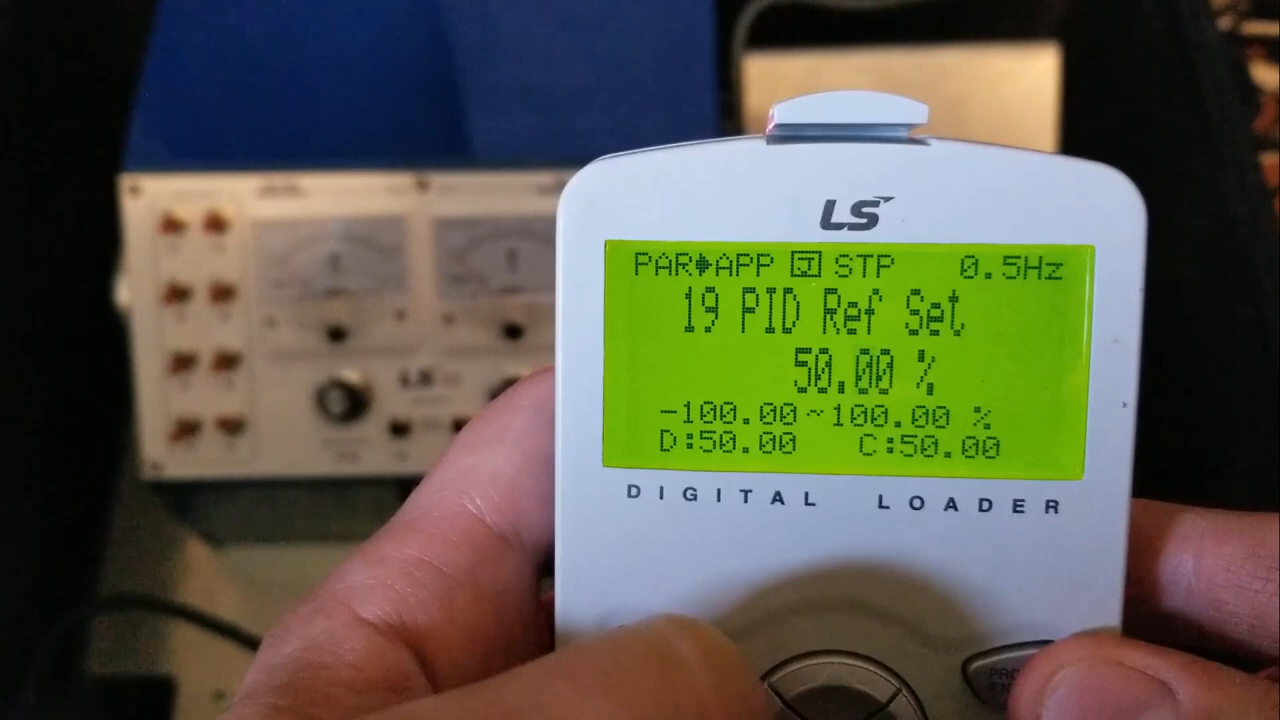 LS
PAR➧APP J STP 0.5Hz
19 PID Ref Set
50.00 %
-100.00~100.00 %
D:50.00 C:50.00
DIGITAL LOADER
LS